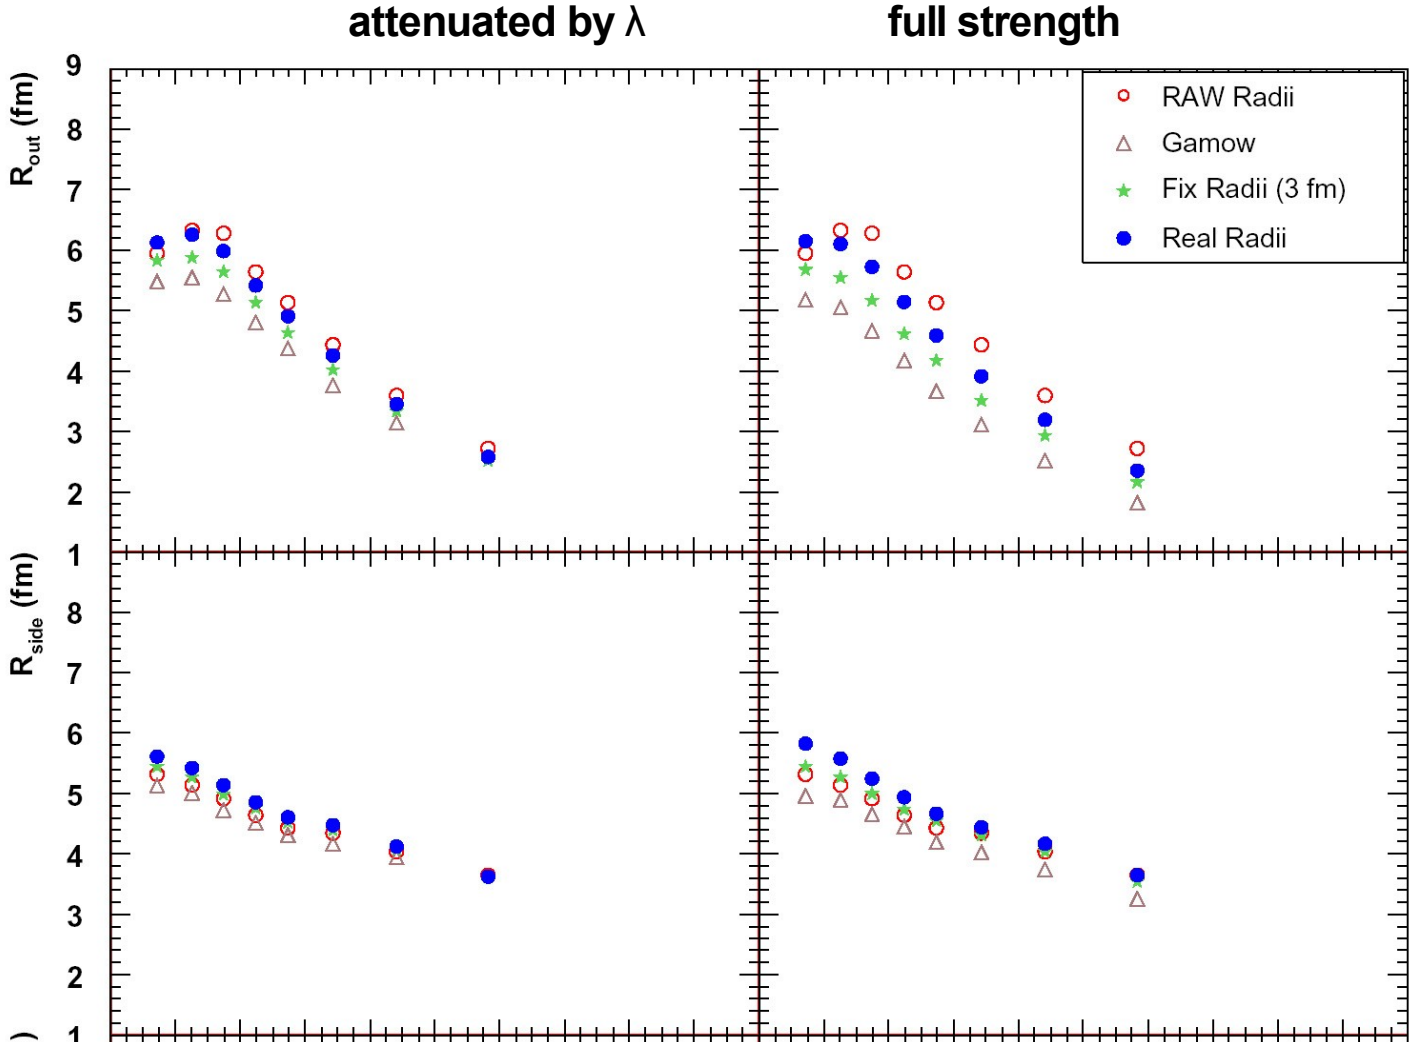 attenuated by λ
full strength
R_out (fm)
9
8
7
6
5
4
3
2
1
RAW Radii
Gamow
Fix Radii (3 fm)
Real Radii
R_side (fm)
8
7
6
5
4
3
2
1
)